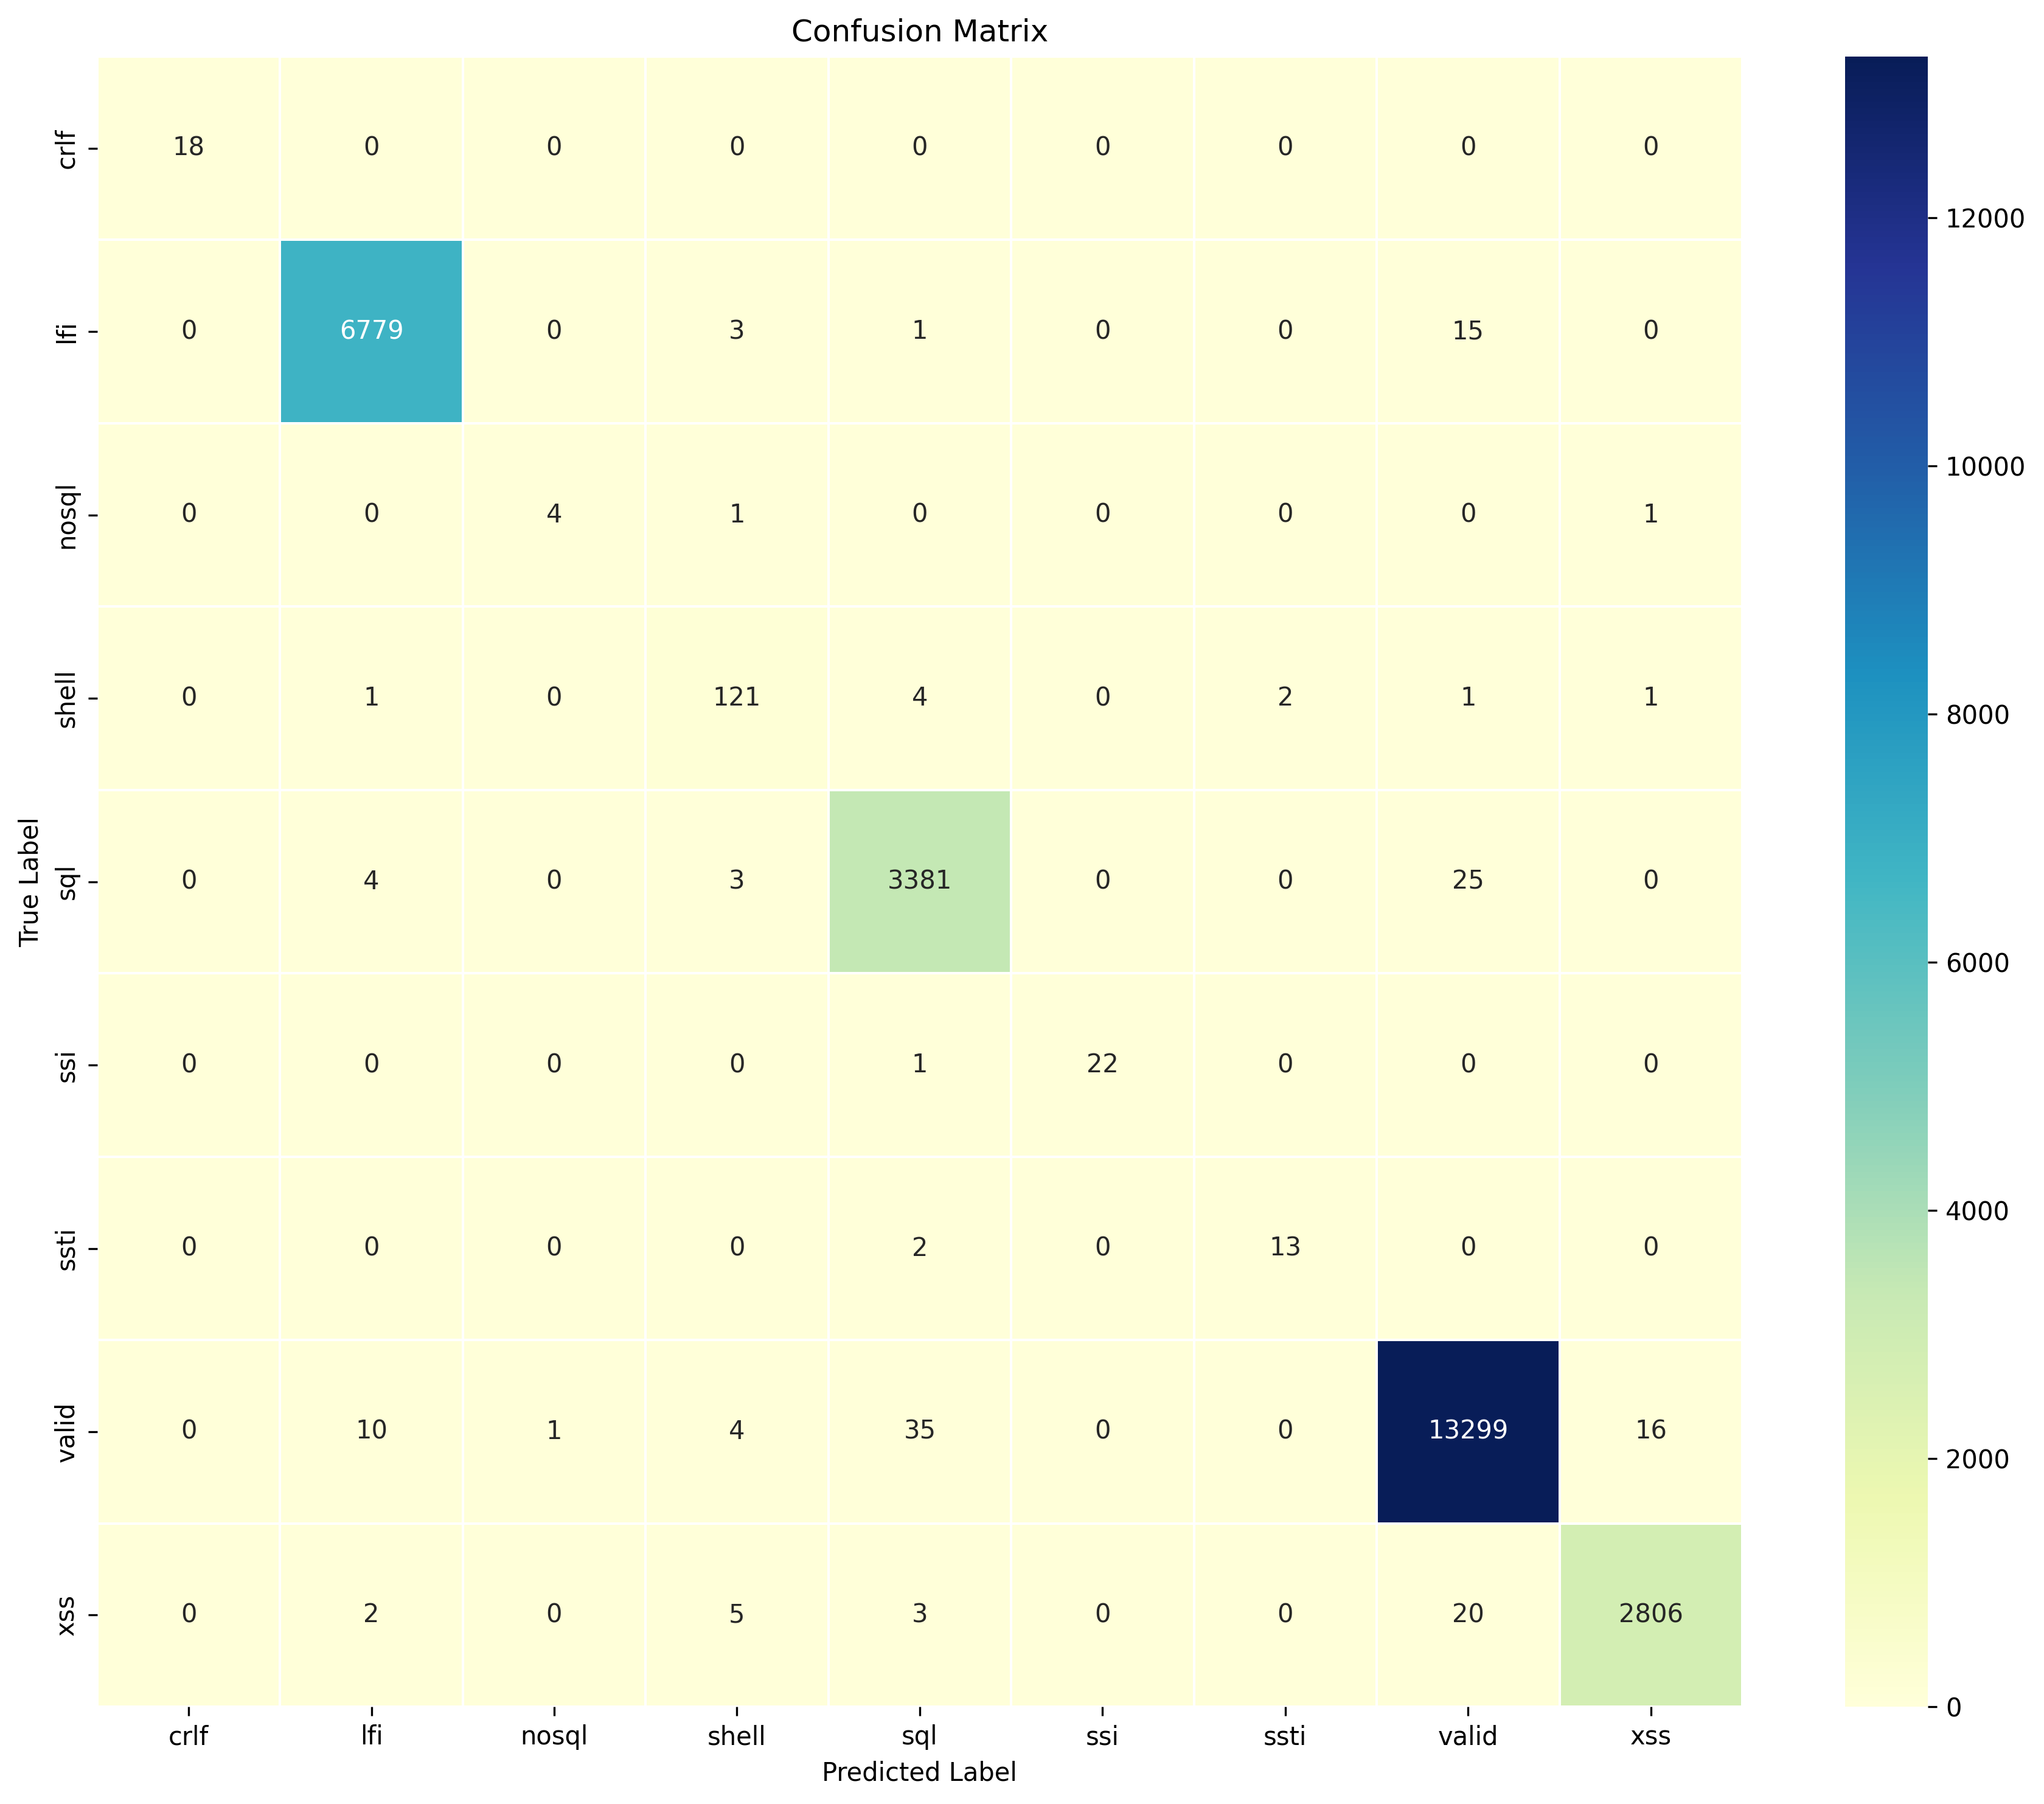 Confusion Matrix
True Label
crlf 18 0 0 0 0 0 0 0 0
lfi 0 6779 0 3 1 0 0 15 0
nosql 0 0 4 1 0 0 0 0 1
shell 0 1 0 121 4 0 2 1 1
sql 0 4 0 3 3381 0 0 25 0
ssi 0 0 0 0 1 22 0 0 0
ssti 0 0 0 0 2 0 13 0 0
valid 0 10 1 4 35 0 0 13299 16
xss 0 2 0 5 3 0 0 20 2806
crlf lfi nosql shell sql ssi ssti valid xss
Predicted Label
12000
10000
8000
6000
4000
2000
0